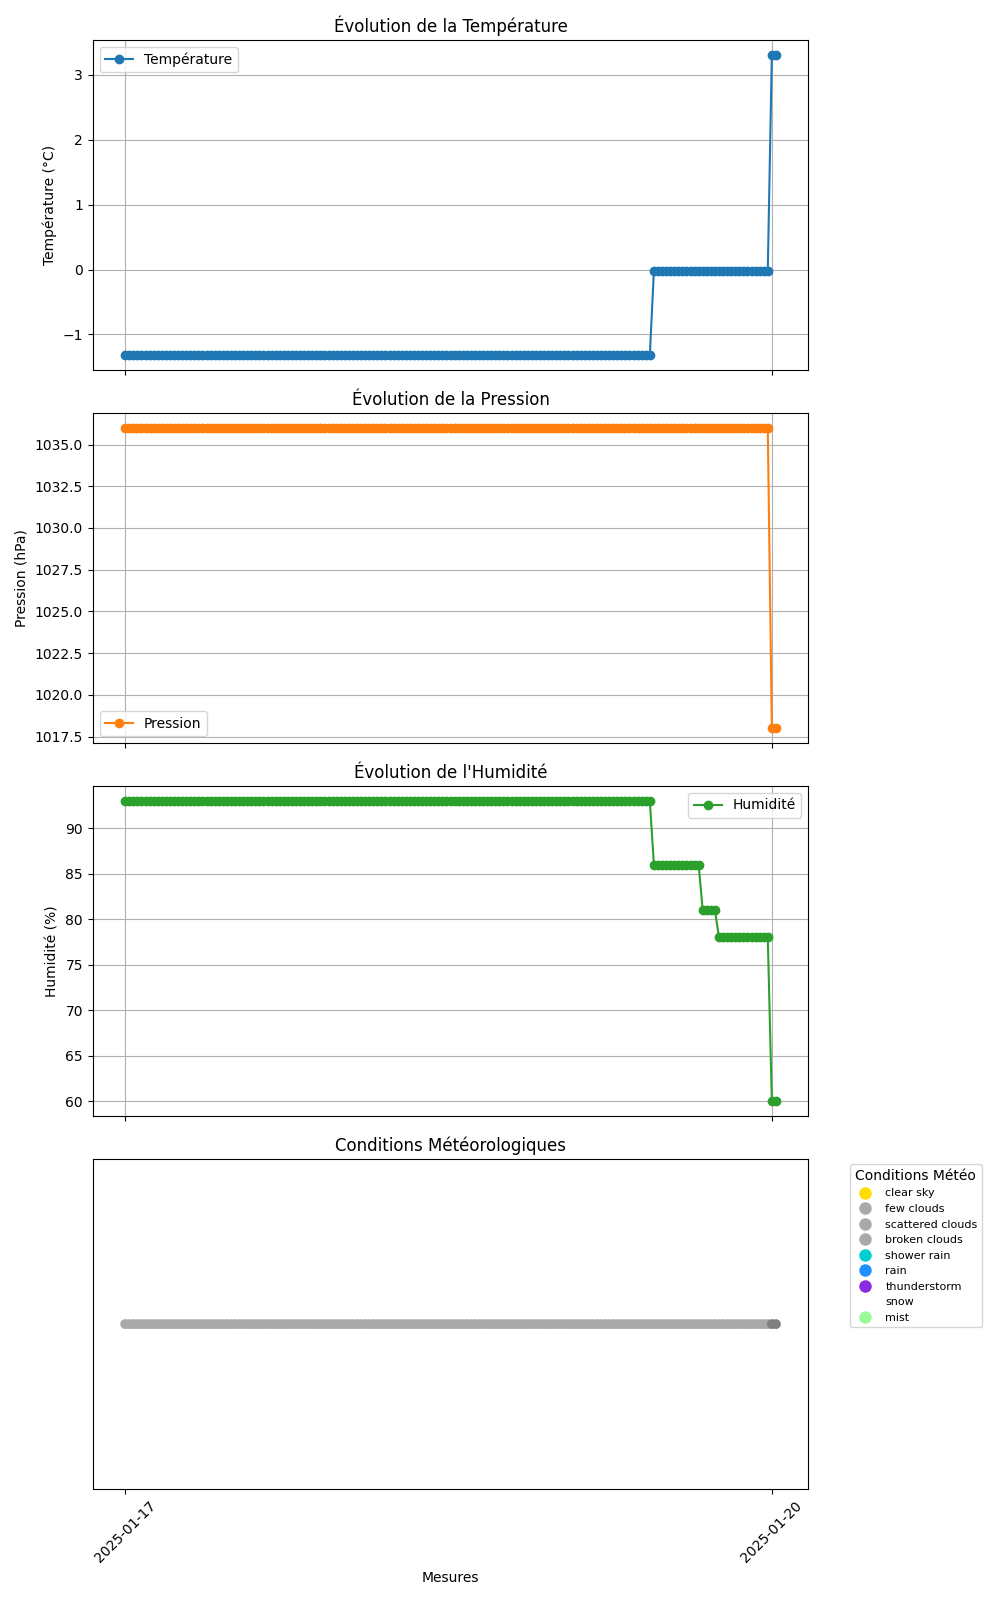 Évolution de la Température
Température
3
2
1
0
−1
Température (°C)
Évolution de la Pression
1035.0
1032.5
1030.0
1027.5
1025.0
1022.5
1020.0
1017.5
Pression (hPa)
Pression
Évolution de l'Humidité
Humidité
90
85
80
75
70
65
60
Humidité (%)
Conditions Météorologiques
Conditions Météo
clear sky
few clouds
scattered clouds
broken clouds
shower rain
rain
thunderstorm
snow
mist
2025-01-17
2025-01-20
Mesures